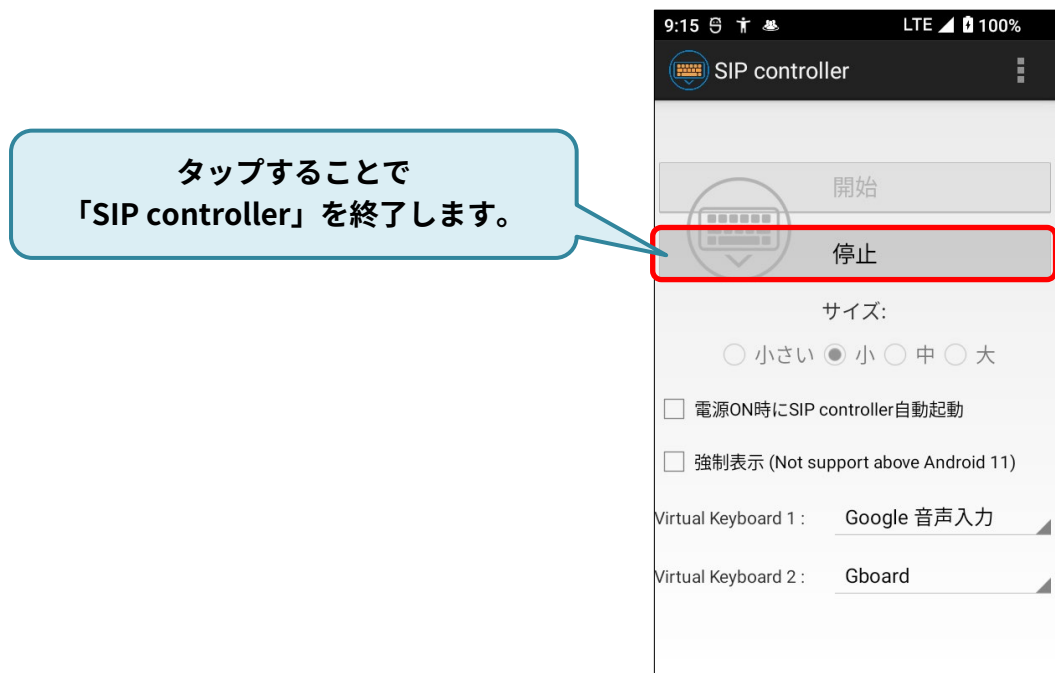 9:15 LTE 100%
SIP controller
タップすることで
「SIP controller」を終了します。
開始
停止
サイズ:
小さい 小 中 大
電源ON時にSIP controller自動起動
強制表示 (Not support above Android 11)
Virtual Keyboard 1 : Google 音声入力
Virtual Keyboard 2 : Gboard